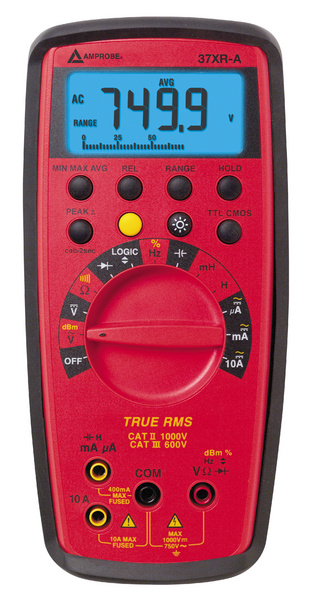 AMPROBE® 37XR-A
AVG
AC 749.9 V
RANGE 0 25 50
MIN MAX AVG REL RANGE HOLD
PEAK ± TTL CMOS
cat-2sec
LOGIC % Hz
mH
Ω H
V µA
dBm V mA
OFF 10A
TRUE RMS
CAT II 1000V
CAT III 600V
H dBm %
mA µA Hz
COM V Ω
400mA MAX FUSED
10 A
10A MAX FUSED
MAX 1000V 750V